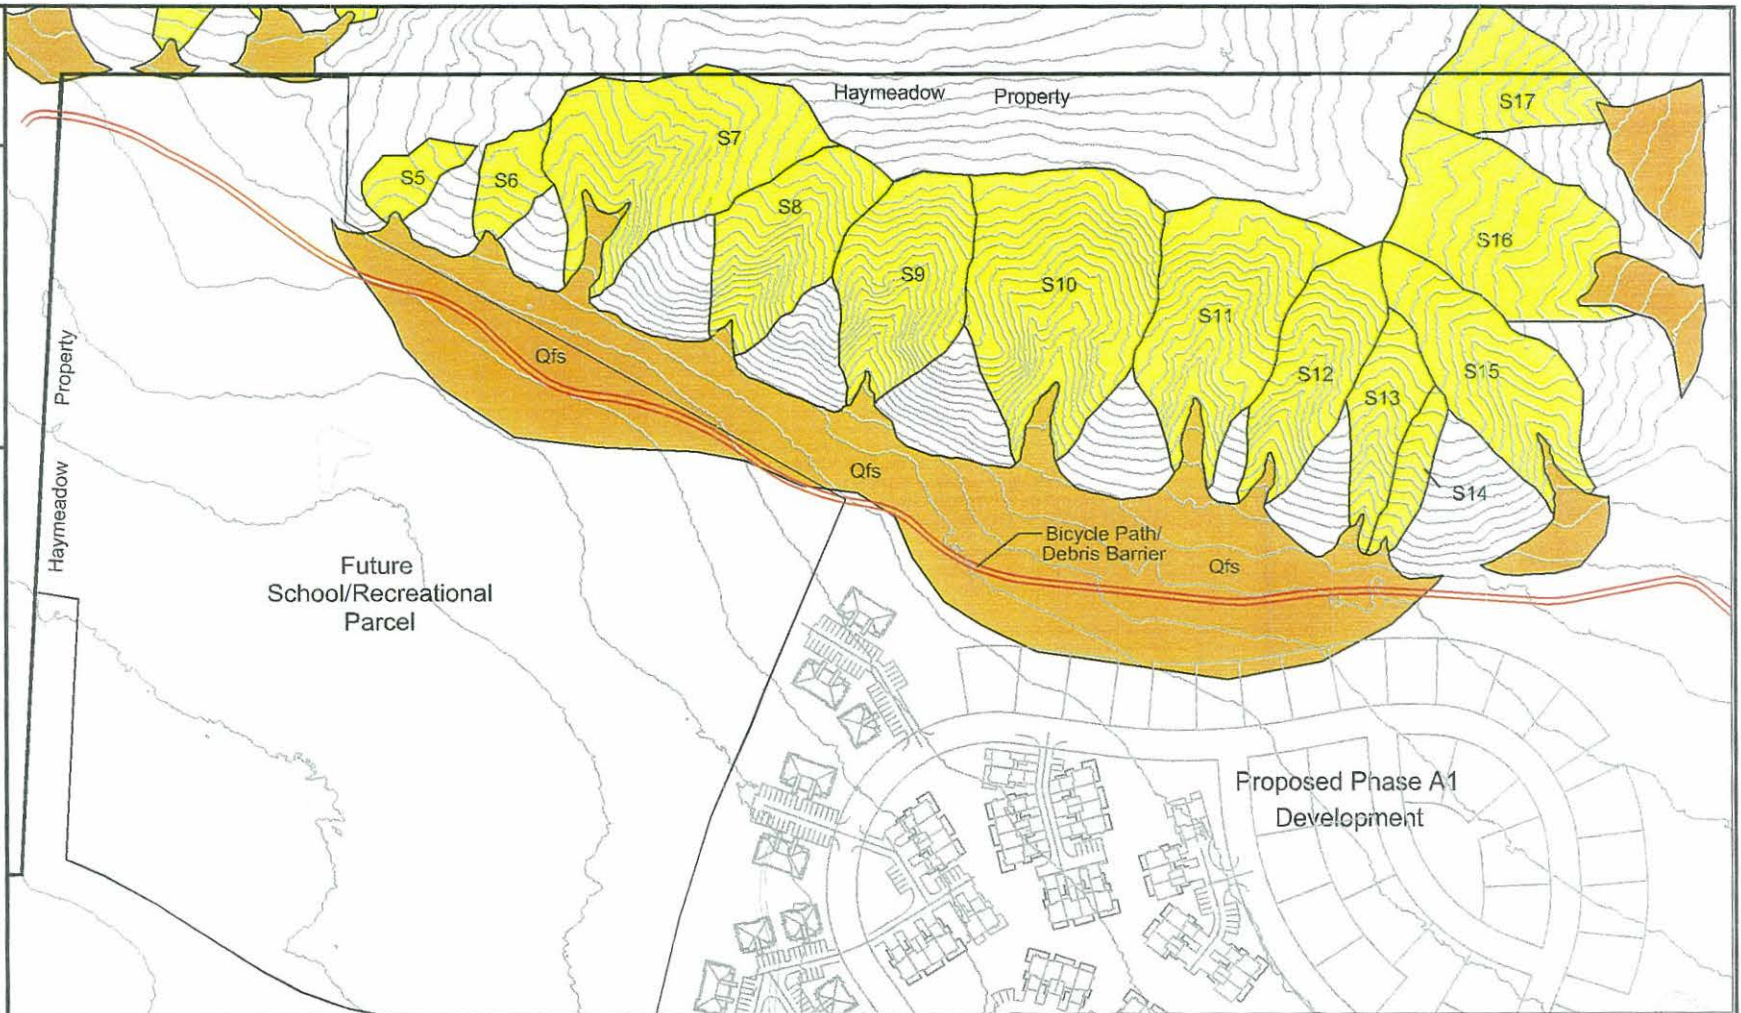 Haymeadow Property
S17
S7
S5
S6
S8
S16
S9
S10
S11
S12
S15
S13
Qfs
Haymeadow Property
Qfs
S14
Bicycle Path/
Debris Barrier
Qfs
Future
School/Recreational
Parcel
Proposed Phase A1
Development